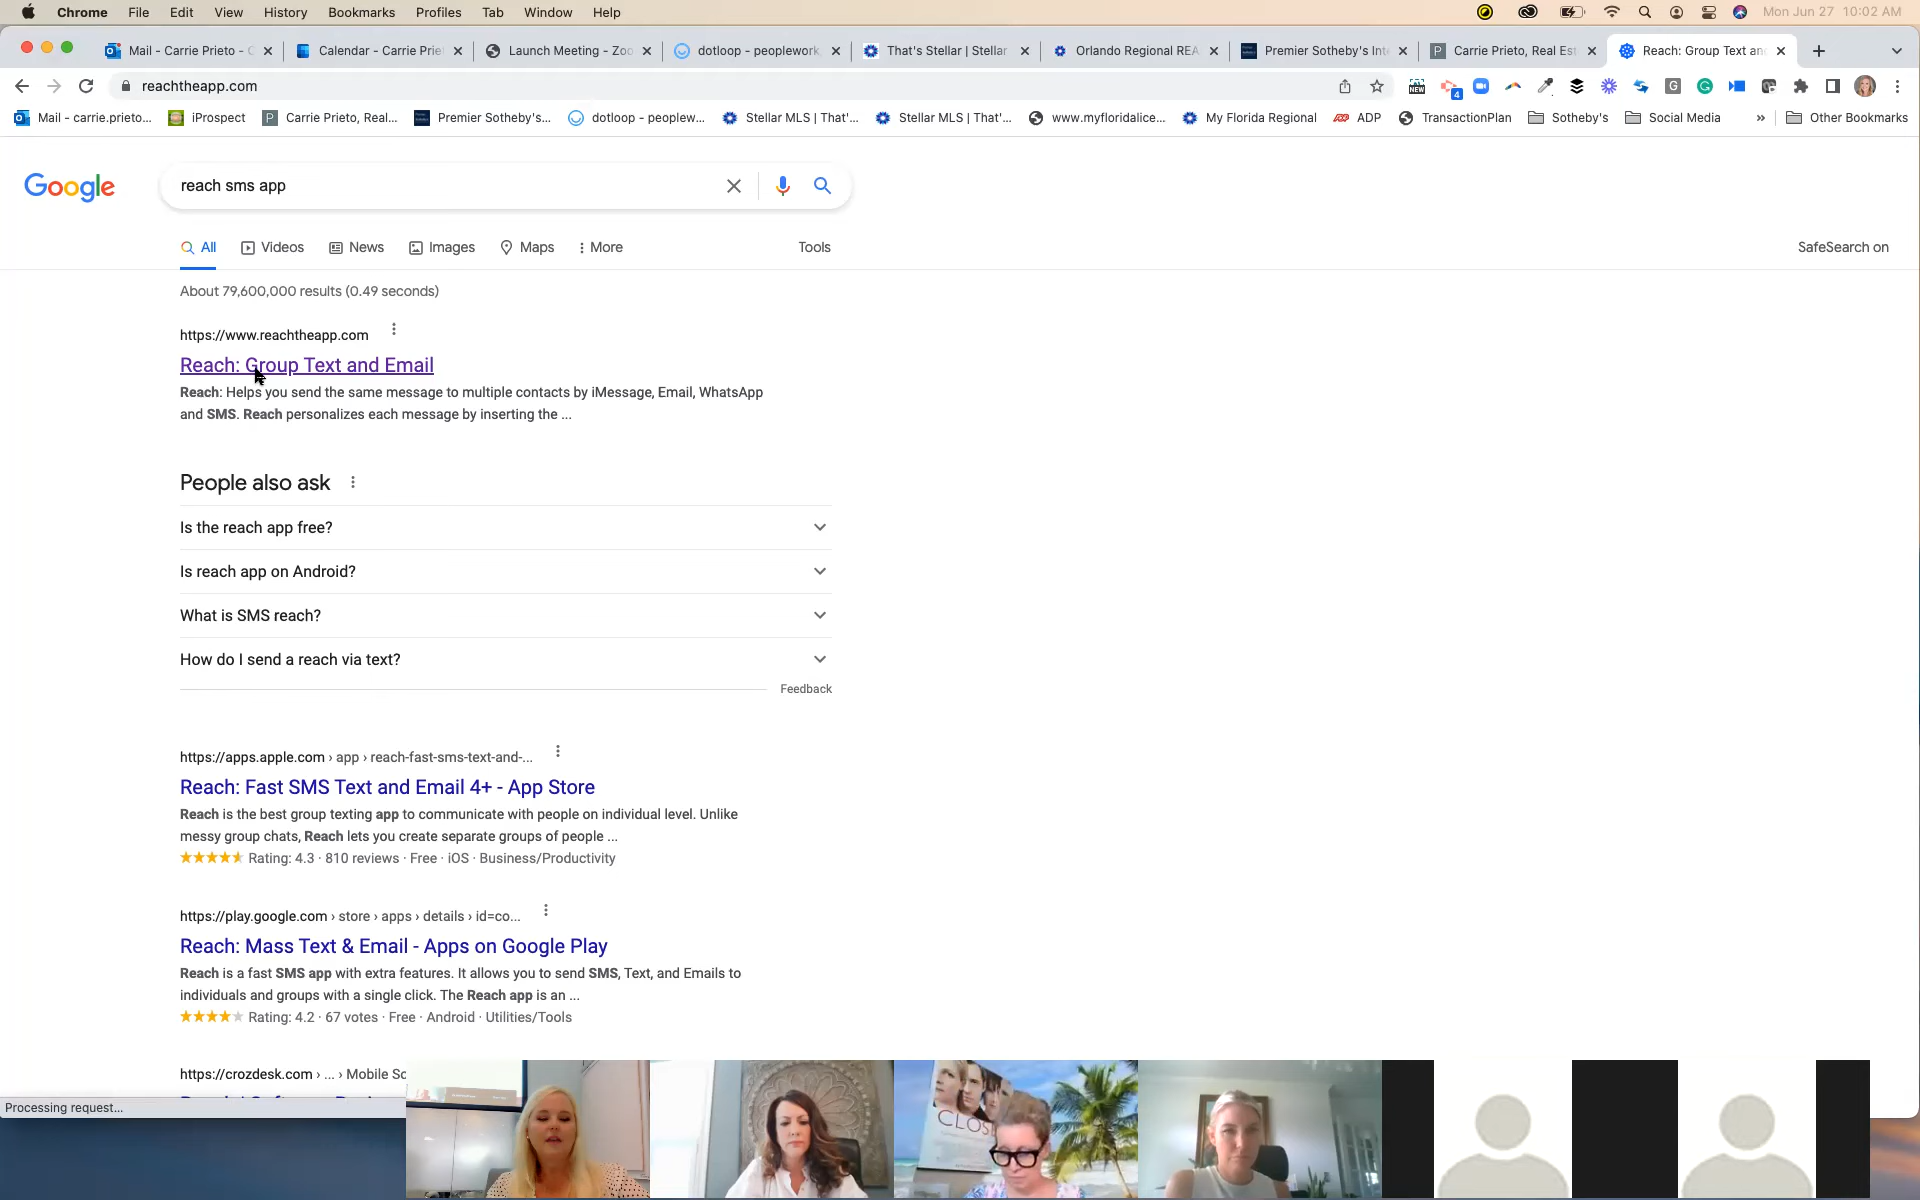 Chrome File Edit View History Bookmarks Profiles Tab Window Help Mon Jun 27 10:02 AM
Mail - Carrie Prieto - Calendar - Carrie Prie Launch Meeting - Zoo dotloop - peoplework That's Stellar | Stellar Orlando Regional REA Premier Sotheby's Int Carrie Prieto, Real Est Reach: Group Text an
reachtheapp.com
NEW 4 G
Mail - carrie.prieto... iProspect P Carrie Prieto, Real... Premier Sotheby's... dotloop - peoplew... Stellar MLS | That'... Stellar MLS | That'... www.myfloridalice... My Florida Regional ADP TransactionPlan Sotheby's Social Media » Other Bookmarks
Google
reach sms app
All Videos News Images Maps More Tools SafeSearch on
About 79,600,000 results (0.49 seconds)
https://www.reachtheapp.com
Reach: Group Text and Email
Reach: Helps you send the same message to multiple contacts by iMessage, Email, WhatsApp
and SMS. Reach personalizes each message by inserting the ...
People also ask
Is the reach app free?
Is reach app on Android?
What is SMS reach?
How do I send a reach via text?
Feedback
https://apps.apple.com › app › reach-fast-sms-text-and-...
Reach: Fast SMS Text and Email 4+ - App Store
Reach is the best group texting app to communicate with people on individual level. Unlike
messy group chats, Reach lets you create separate groups of people ...
Rating: 4.3 · 810 reviews · Free · iOS · Business/Productivity
https://play.google.com › store › apps › details › id=co...
Reach: Mass Text & Email - Apps on Google Play
Reach is a fast SMS app with extra features. It allows you to send SMS, Text, and Emails to
individuals and groups with a single click. The Reach app is an ...
Rating: 4.2 · 67 votes · Free · Android · Utilities/Tools
https://crozdesk.com › ... › Mobile So
Processing request...
CLOS